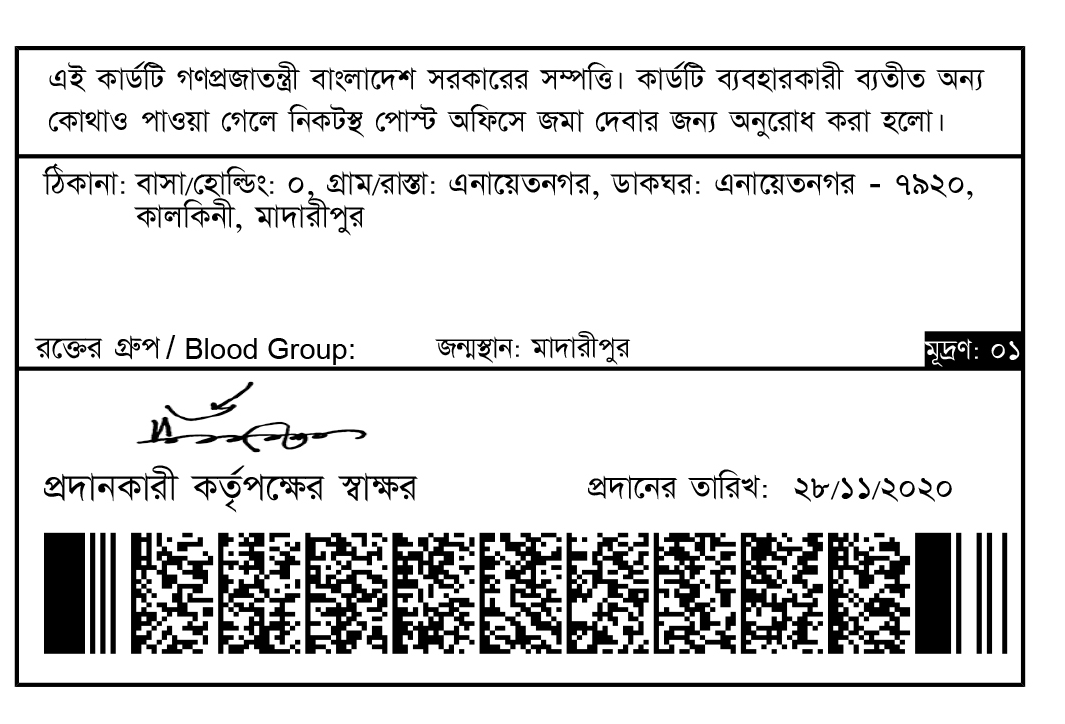 এই কার্ডটি গণপ্রজাতন্ত্রী বাংলাদেশ সরকারের সম্পত্তি। কার্ডটি ব্যবহারকারী ব্যতীত অন্য
কোথাও পাওয়া গেলে নিকটস্থ পোস্ট অফিসে জমা দেবার জন্য অনুরোধ করা হলো।
ঠিকানা: বাসা/হোল্ডিং: ০, গ্রাম/রাস্তা: এনায়েতনগর, ডাকঘর: এনায়েতনগর - ৭৯২০,
কালকিনী, মাদারীপুর
রক্তের গ্রুপ / Blood Group: জন্মস্থান: মাদারীপুর মূদ্রণ: ০১
প্রদানকারী কর্তৃপক্ষের স্বাক্ষর প্রদানের তারিখ: ২৮/১১/২০২০